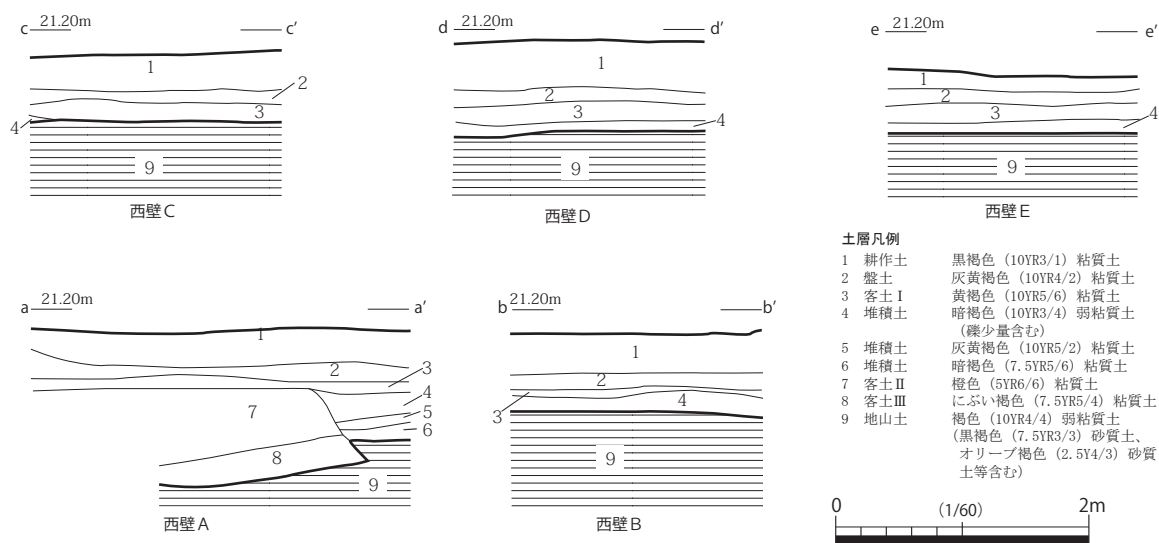 c 21.20m c’
1
2
3
4
9
西壁C
d 21.20m d’
1
2
3
4
9
西壁D
e 21.20m e’
1
2
3
4
9
西壁E
a 21.20m a’
1
2
3
4
5
6
7
8
9
西壁A
b 21.20m b’
1
2
3
4
9
西壁B
土層凡例
1 耕作土 黒褐色（10YR3/1）粘質土
2 盤土 灰黄褐色（10YR4/2）粘質土
3 客土Ⅰ 黄褐色（10YR5/6）粘質土
4 堆積土 暗褐色（10YR3/4）弱粘質土
（礫少量含む）
5 堆積土 灰黄褐色（10YR5/2）粘質土
6 堆積土 暗褐色（7.5YR5/6）粘質土
7 客土Ⅱ 橙色（5YR6/6）粘質土
8 客土Ⅲ にぶい褐色（7.5YR5/4）粘質土
9 地山土 褐色（10YR4/4）弱粘質土
（黒褐色（7.5YR3/3）砂質土、
オリーブ褐色（2.5Y4/3）砂質
土等含む）
0 （1/60） 2m